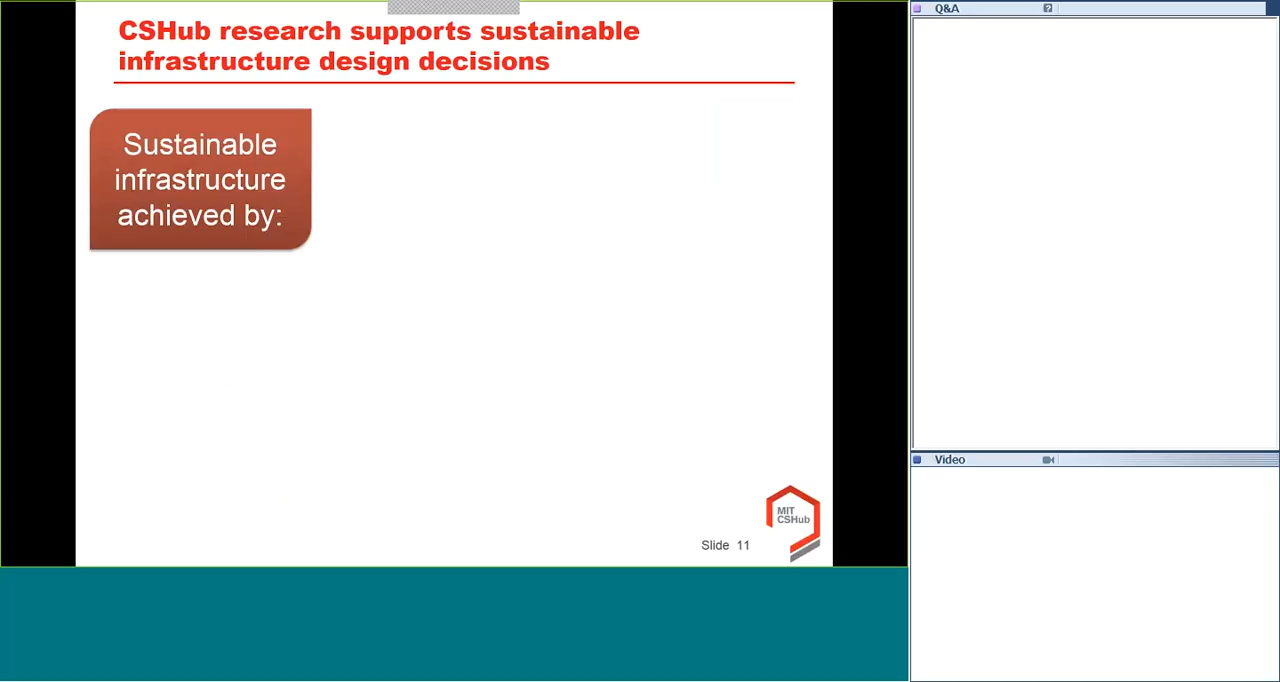 CSHub research supports sustainable
infrastructure design decisions
Sustainable
infrastructure
achieved by:
MIT
CSHub
Slide 11
Q&A
?
Video